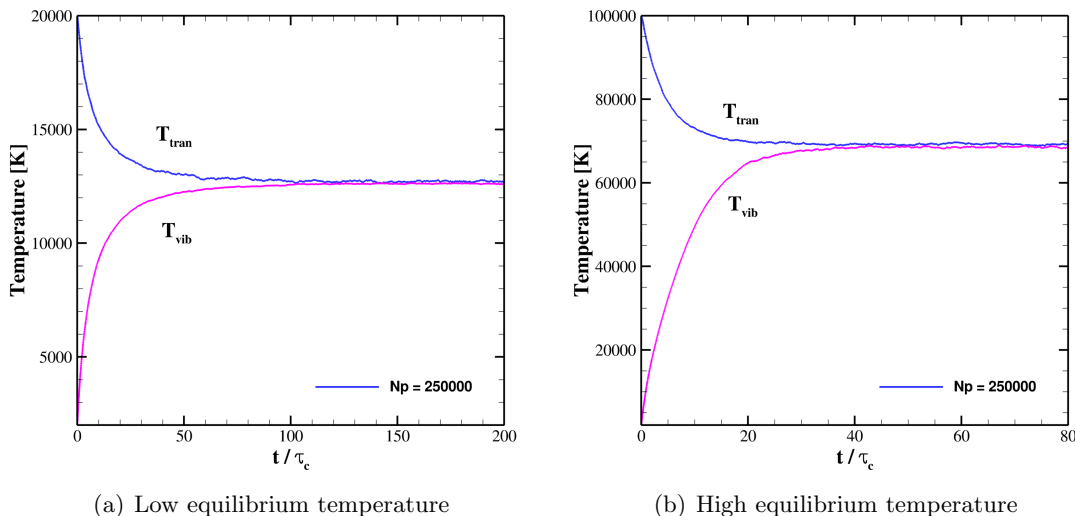 20000
15000
10000
5000
Temperature [K]
T_tran
T_vib
Np = 250000
0
50
100
150
200
t / τ_c
(a) Low equilibrium temperature
100000
80000
60000
40000
20000
Temperature [K]
T_tran
T_vib
Np = 250000
0
20
40
60
80
t / τ_c
(b) High equilibrium temperature